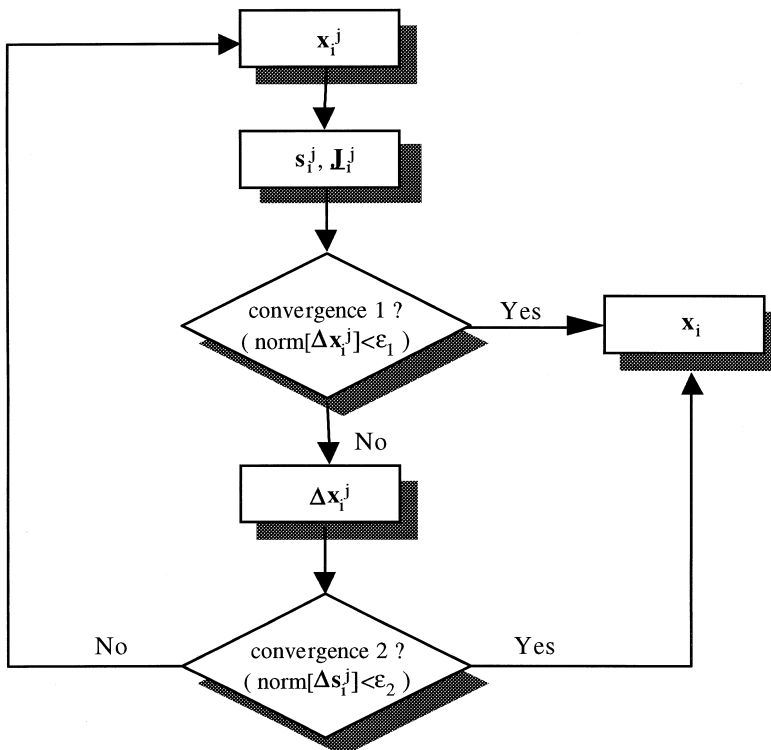 x_i^j
s_i^j, J_i^j
convergence 1 ?
( norm[Δx_i^j]<ε_1 )
Yes
x_i
No
Δx_i^j
No
convergence 2 ?
( norm[Δs_i^j]<ε_2 )
Yes